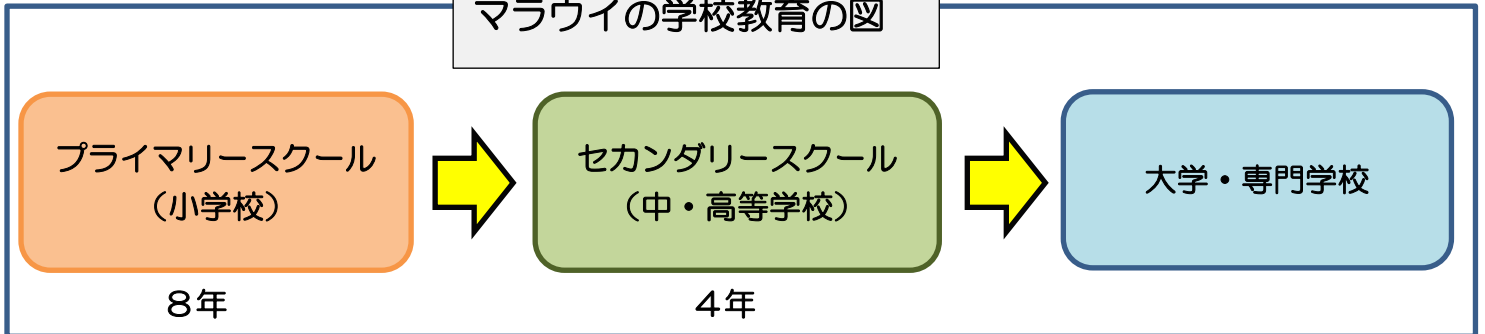 マラウイの学校教育の図
プライマリースクール
（小学校）
セカンダリースクール
（中・高等学校）
大学・専門学校
８年
４年